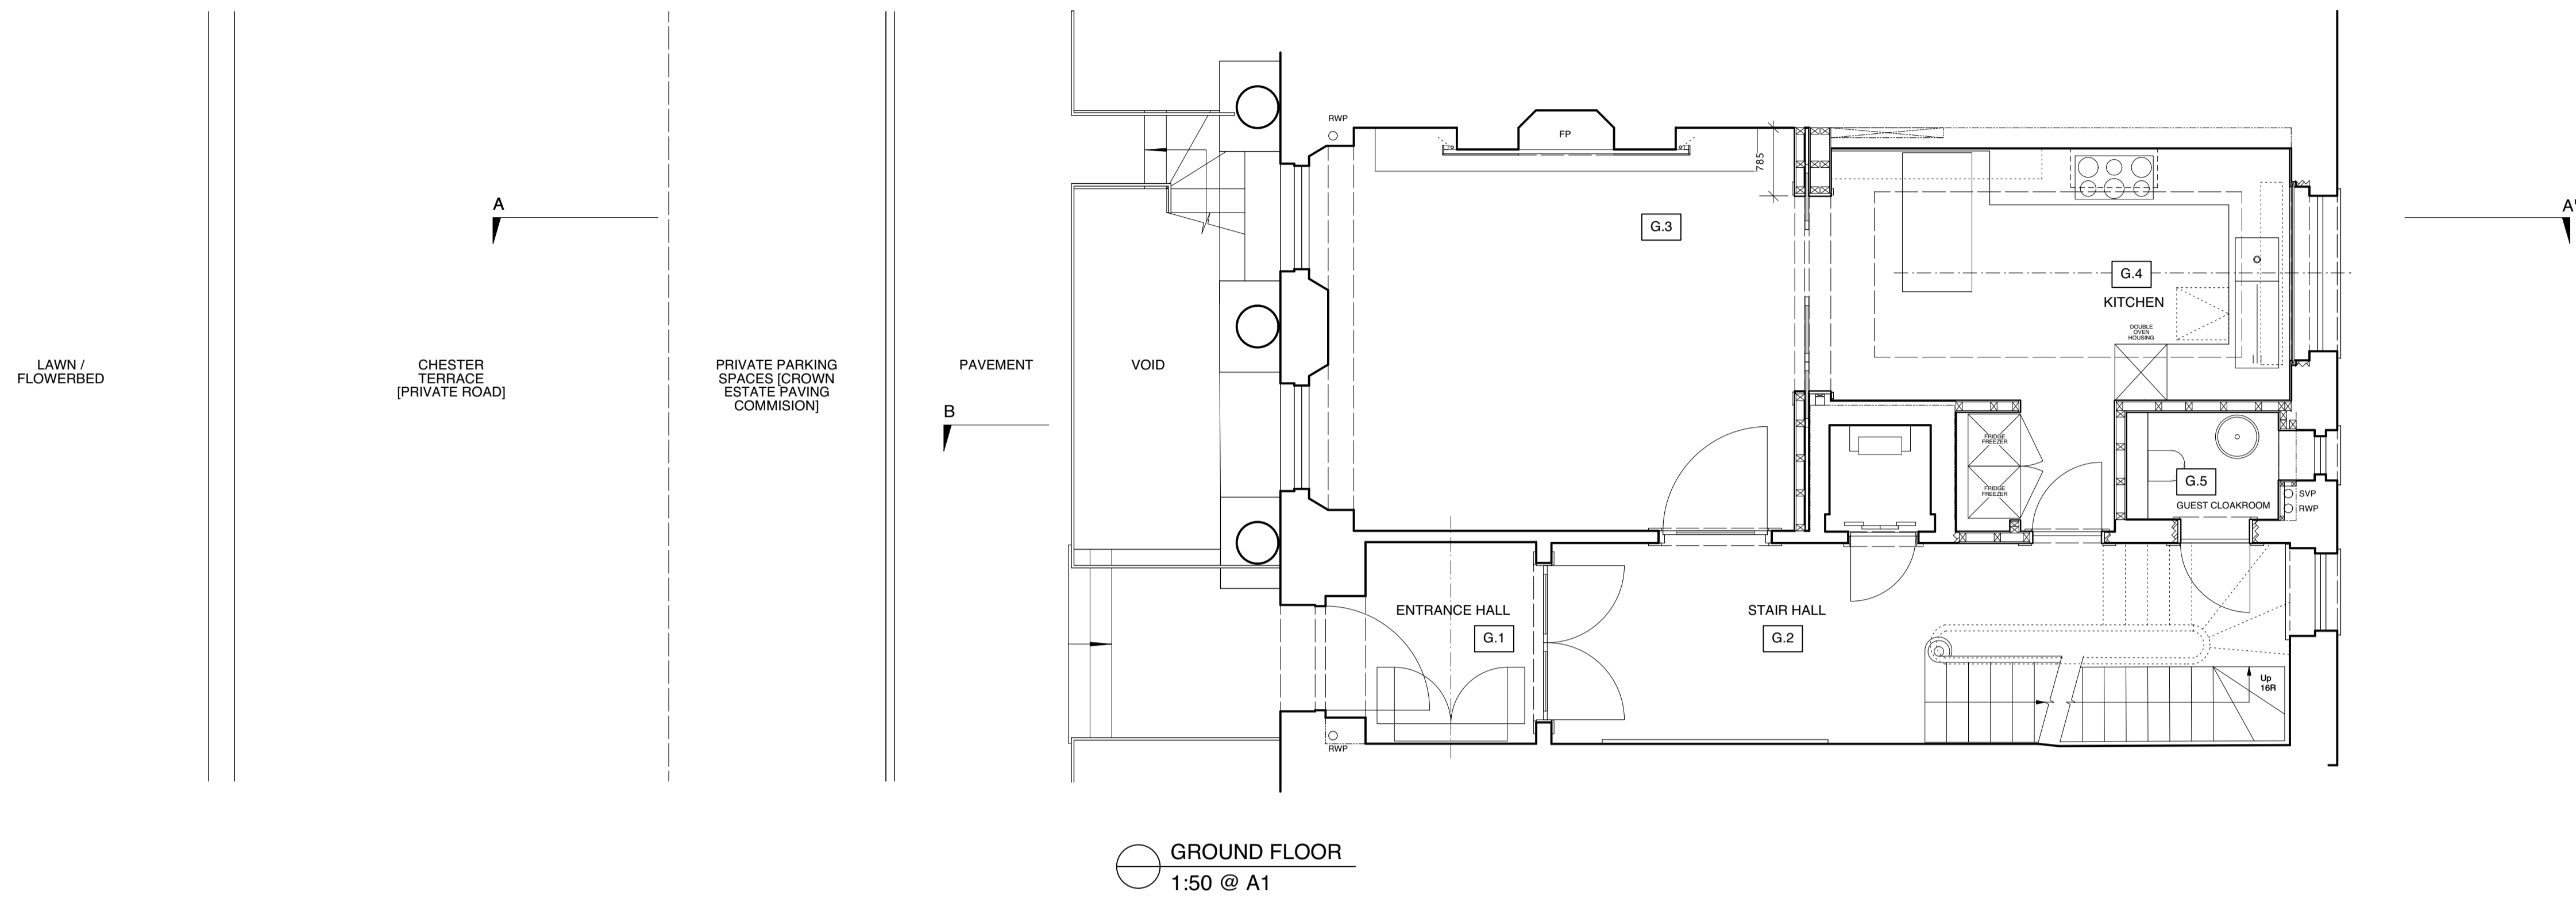 RWP
FP
785
A
A'
G.3
G.4
KITCHEN
DOUBLE
OVEN
HOUSING
LAWN /
FLOWERBED
CHESTER
TERRACE
[PRIVATE ROAD]
PRIVATE PARKING
SPACES [CROWN
ESTATE PAVING
COMMISION]
PAVEMENT
VOID
B
FRIDGE
FREEZER
FRIDGE
FREEZER
G.5
GUEST CLOAKROOM
SVP
RWP
ENTRANCE HALL
G.1
STAIR HALL
G.2
Up
16R
RWP
GROUND FLOOR
1:50 @ A1